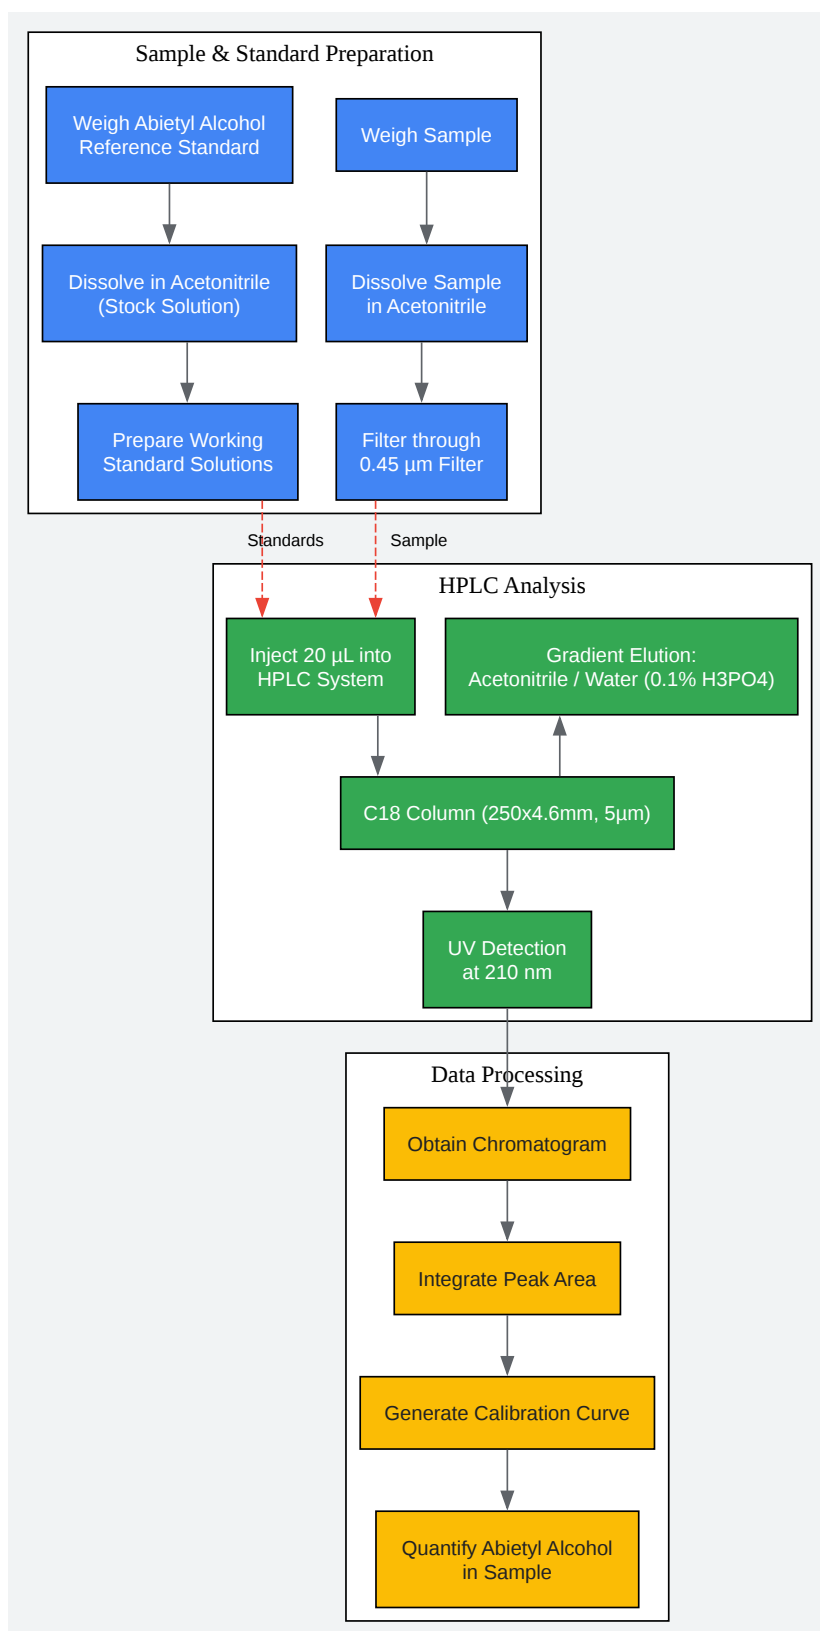 Sample & Standard Preparation
Weigh Abietyl Alcohol
Reference Standard
Weigh Sample
Dissolve in Acetonitrile
(Stock Solution)
Dissolve Sample
in Acetonitrile
Prepare Working
Standard Solutions
Filter through
0.45 µm Filter
Standards
Sample
HPLC Analysis
Inject 20 µL into
HPLC System
Gradient Elution:
Acetonitrile / Water (0.1% H3PO4)
C18 Column (250x4.6mm, 5µm)
UV Detection
at 210 nm
Data Processing
Obtain Chromatogram
Integrate Peak Area
Generate Calibration Curve
Quantify Abietyl Alcohol
in Sample